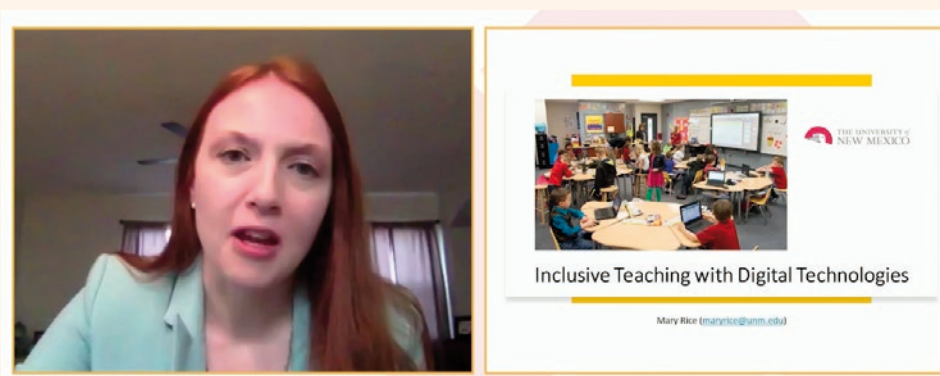 THE UNIVERSITY of
NEW MEXICO
Inclusive Teaching with Digital Technologies
Mary Rice (maryrice@unm.edu)